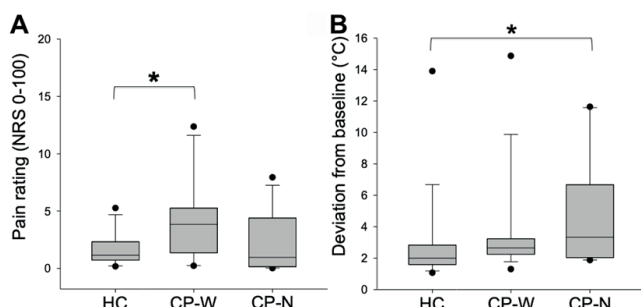 A
Pain rating (NRS 0-100)
20
15
10
5
0
*
HC
CP-W
CP-N
B
Deviation from baseline (°C)
16
14
12
10
8
6
4
2
0
*
HC
CP-W
CP-N